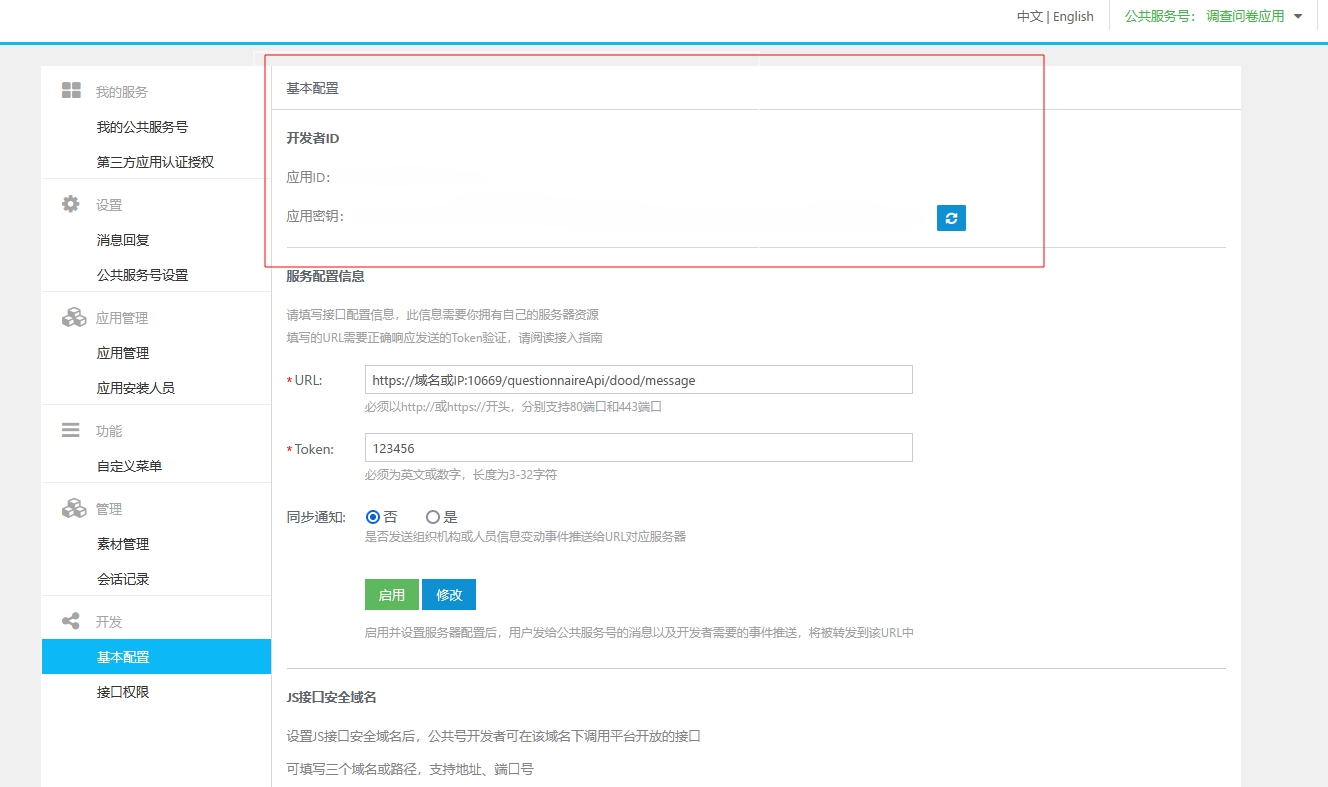 中文 | English
公共服务号： 调查问卷应用
我的服务
我的公共服务号
第三方应用认证授权
设置
消息回复
公共服务号设置
应用管理
应用管理
应用安装人员
功能
自定义菜单
管理
素材管理
会话记录
开发
基本配置
接口权限
基本配置
开发者ID
应用ID：
应用密钥：
服务配置信息
请填写接口配置信息，此信息需要你拥有自己的服务器资源
填写的URL需要正确响应发送的Token验证，请阅读接入指南
*URL: https://域名或IP:10669/questionnaireApi/dood/message
必须以http://或https://开头，分别支持80端口和443端口
*Token: 123456
必须为英文或数字，长度为3-32字符
同步通知: 否 是
是否发送组织机构或人员信息变动事件推送给URL对应服务器
启用 修改
启用并设置服务器配置后，用户发给公共服务号的消息以及开发者需要的事件推送，将被转发到该URL中
JS接口安全域名
设置JS接口安全域名后，公共号开发者可在该域名下调用平台开放的接口
可填写三个域名或路径，支持地址、端口号